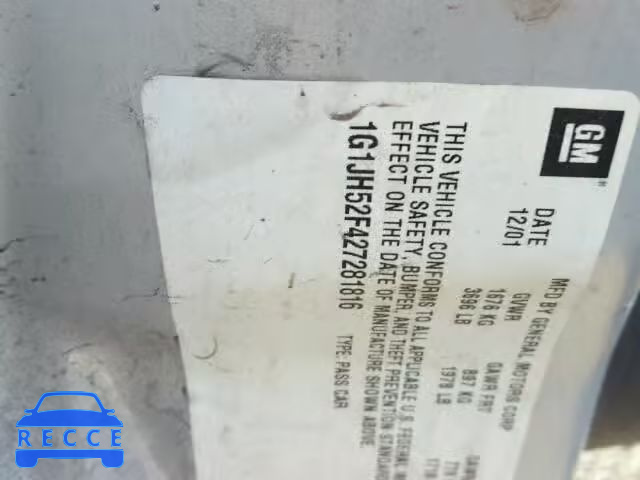 GM
®
MFD BY GENERAL MOTORS CORP
DATE GVWR GAWR FRT
12/01 1676 KG 897 KG
3696 LB 1978 LB
THIS VEHICLE CONFORMS TO ALL APPLICABLE U.S. FEDERAL
VEHICLE SAFETY, BUMPER, AND THEFT PREVENTION STANDARDS
EFFECT ON THE DATE OF MANUFACTURE SHOWN ABOVE.
1G1JH52F427281816 TYPE: PASS CAR
RECCE